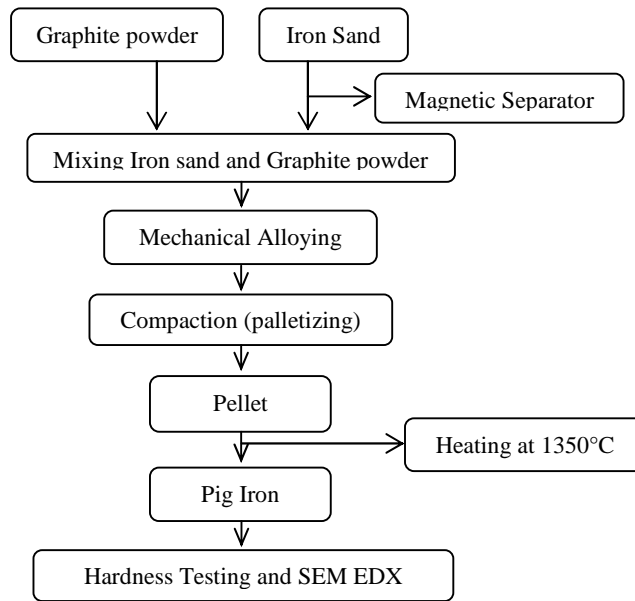 Graphite powder
Iron Sand
Magnetic Separator
Mixing Iron sand and Graphite powder
Mechanical Alloying
Compaction (palletizing)
Pellet
Heating at 1350°C
Pig Iron
Hardness Testing and SEM EDX